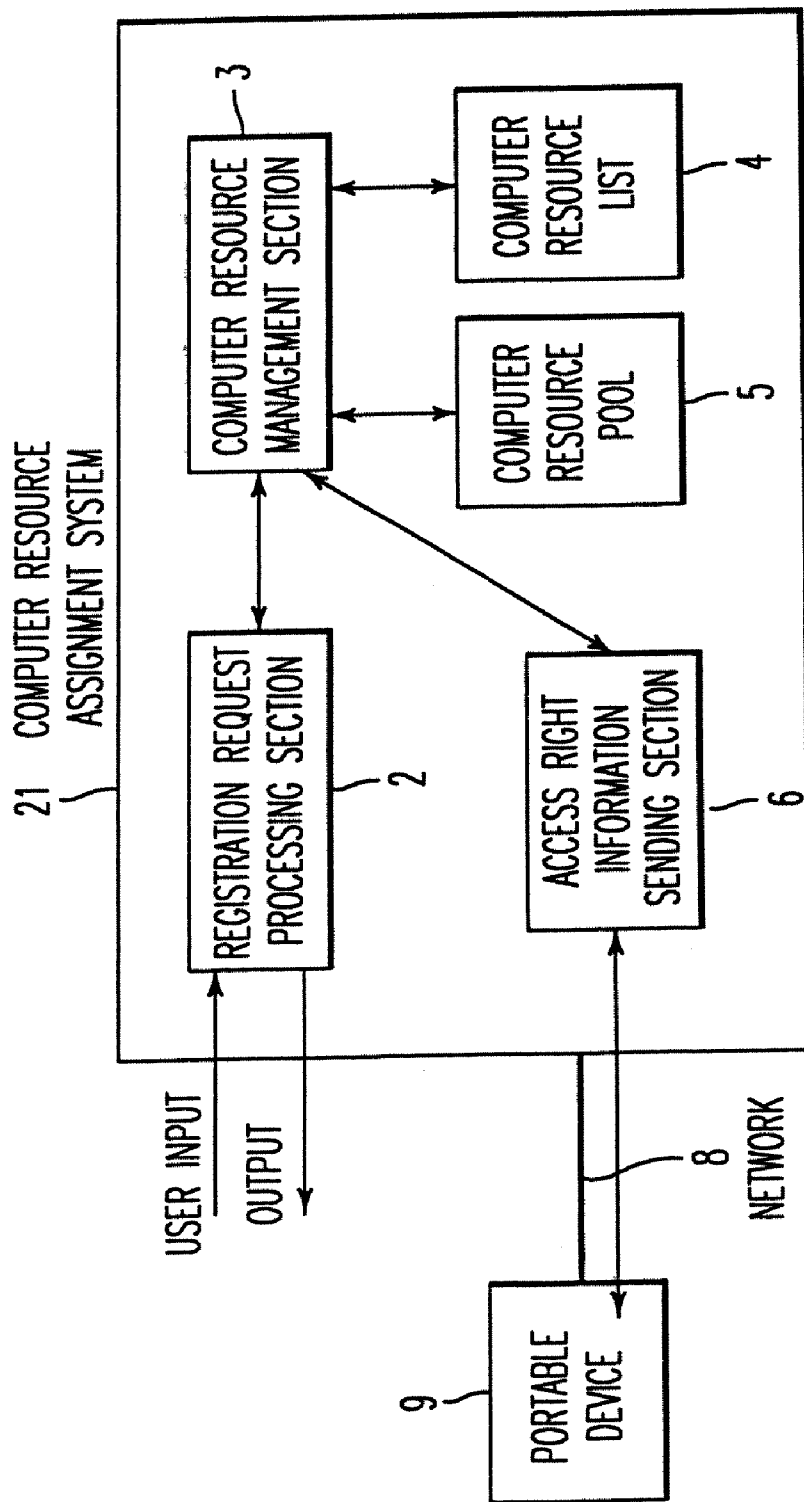 21 COMPUTER RESOURCE
ASSIGNMENT SYSTEM
USER INPUT
OUTPUT
REGISTRATION REQUEST
PROCESSING SECTION
2
COMPUTER RESOURCE
MANAGEMENT SECTION
3
COMPUTER
RESOURCE
POOL
5
COMPUTER
RESOURCE
LIST
4
ACCESS RIGHT
INFORMATION
SENDING SECTION
6
9
PORTABLE
DEVICE
8
NETWORK